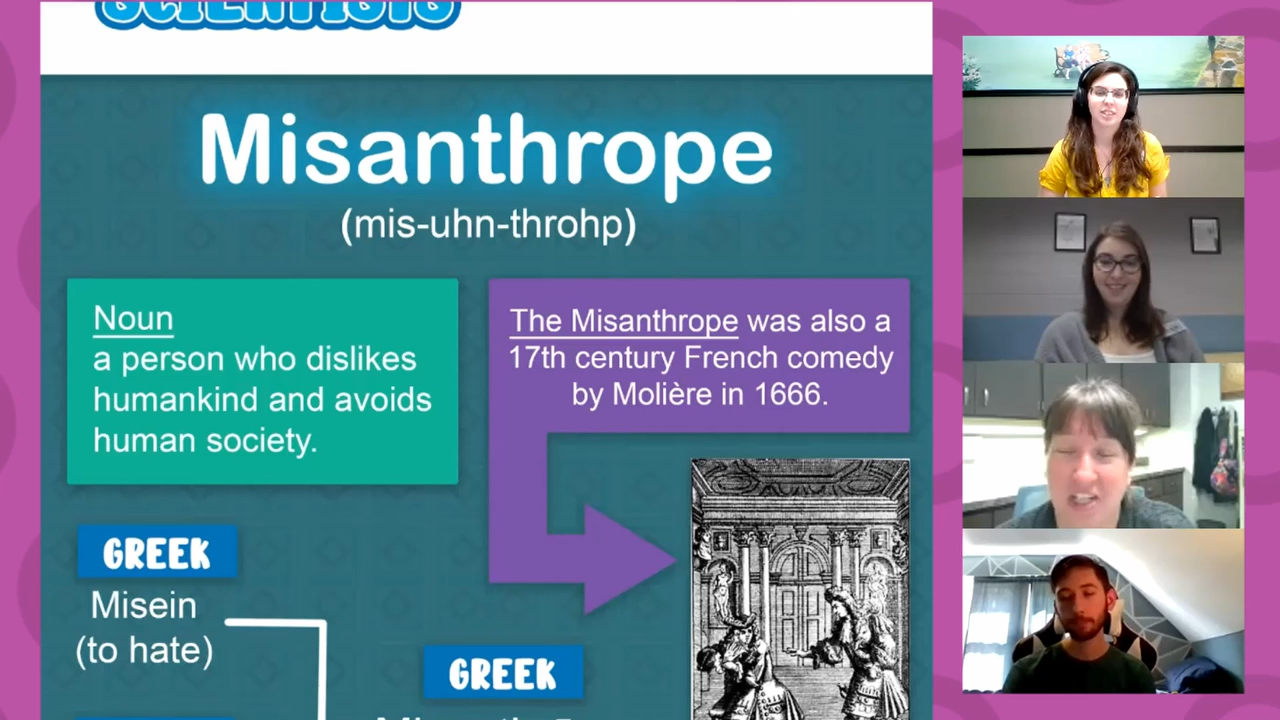 SCIENTISTS
Misanthrope
(mis-uhn-throhp)
Noun
a person who dislikes
humankind and avoids
human society.
The Misanthrope was also a
17th century French comedy
by Molière in 1666.
GREEK
Misein
(to hate)
GREEK